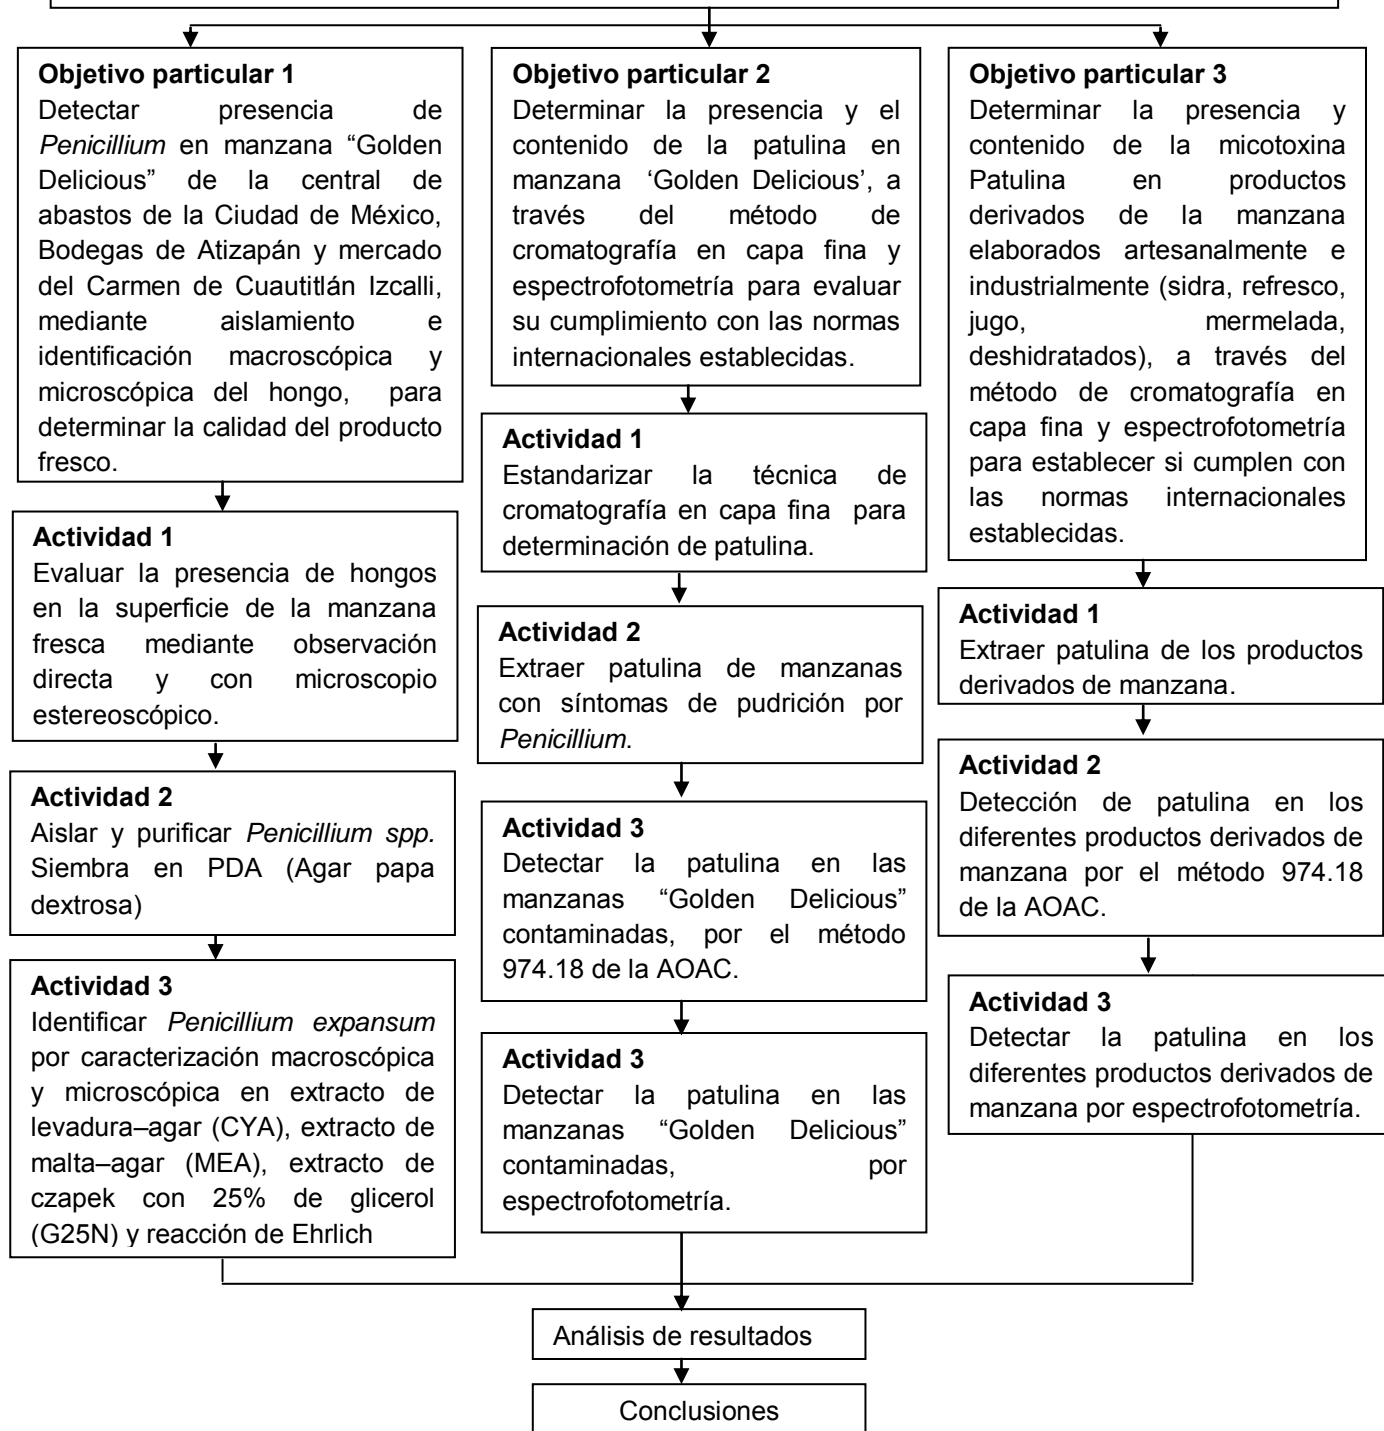 Objetivo particular 1
Detectar presencia de
Penicillium en manzana “Golden
Delicious” de la central de
abastos de la Ciudad de México,
Bodegas de Atizapán y mercado
del Carmen de Cuautitlán Izcalli,
mediante aislamiento e
identificación macroscópica y
microscópica del hongo, para
determinar la calidad del producto
fresco.
Actividad 1
Evaluar la presencia de hongos
en la superficie de la manzana
fresca mediante observación
directa y con microscopio
estereoscópico.
Actividad 2
Aislar y purificar Penicillium spp.
Siembra en PDA (Agar papa
dextrosa)
Actividad 3
Identificar Penicillium expansum
por caracterización macroscópica
y microscópica en extracto de
levadura–agar (CYA), extracto de
malta–agar (MEA), extracto de
czapek con 25% de glicerol
(G25N) y reacción de Ehrlich
Objetivo particular 2
Determinar la presencia y el
contenido de la patulina en
manzana ‘Golden Delicious’, a
través del método de
cromatografía en capa fina y
espectrofotometría para evaluar
su cumplimiento con las normas
internacionales establecidas.
Actividad 1
Estandarizar la técnica de
cromatografía en capa fina para
determinación de patulina.
Actividad 2
Extraer patulina de manzanas
con síntomas de pudrición por
Penicillium.
Actividad 3
Detectar la patulina en las
manzanas “Golden Delicious”
contaminadas, por el método
974.18 de la AOAC.
Actividad 3
Detectar la patulina en las
manzanas “Golden Delicious”
contaminadas, por
espectrofotometría.
Objetivo particular 3
Determinar la presencia y
contenido de la micotoxina
Patulina en productos
derivados de la manzana
elaborados artesanalmente e
industrialmente (sidra, refresco,
jugo, mermelada,
deshidratados), a través del
método de cromatografía en
capa fina y espectrofotometría
para establecer si cumplen con
las normas internacionales
establecidas.
Actividad 1
Extraer patulina de los productos
derivados de manzana.
Actividad 2
Detección de patulina en los
diferentes productos derivados de
manzana por el método 974.18
de la AOAC.
Actividad 3
Detectar la patulina en los
diferentes productos derivados de
manzana por espectrofotometría.
Análisis de resultados
Conclusiones